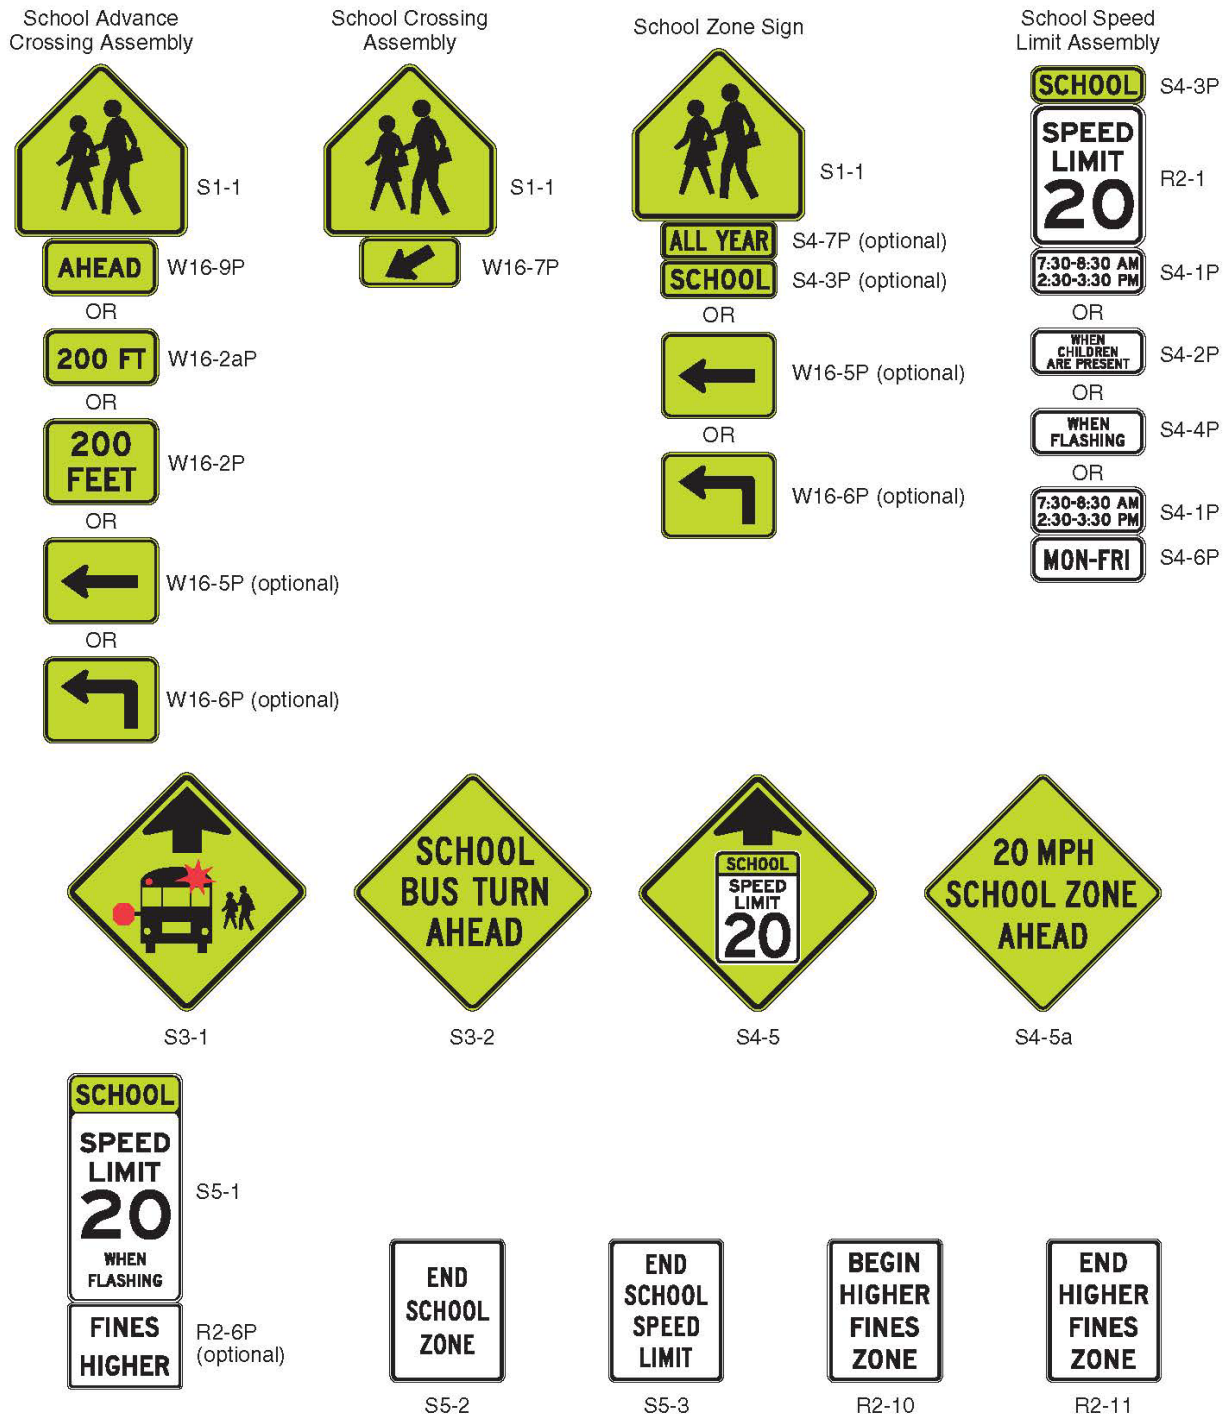 School Advance
Crossing Assembly
S1-1
AHEAD
W16-9P
OR
200 FT
W16-2aP
OR
200
FEET
W16-2P
OR
W16-5P (optional)
OR
W16-6P (optional)
School Crossing
Assembly
S1-1
W16-7P
School Zone Sign
S1-1
ALL YEAR
S4-7P (optional)
SCHOOL
S4-3P (optional)
OR
W16-5P (optional)
OR
W16-6P (optional)
School Speed
Limit Assembly
SCHOOL
S4-3P
SPEED
LIMIT
20
R2-1
7:30-8:30 AM
2:30-3:30 PM
S4-1P
OR
WHEN
CHILDREN
ARE PRESENT
S4-2P
OR
WHEN
FLASHING
S4-4P
OR
7:30-8:30 AM
2:30-3:30 PM
S4-1P
MON-FRI
S4-6P
S3-1
SCHOOL
BUS TURN
AHEAD
S3-2
SCHOOL
SPEED
LIMIT
20
S4-5
20 MPH
SCHOOL ZONE
AHEAD
S4-5a
SCHOOL
SPEED
LIMIT
20
WHEN
FLASHING
S5-1
FINES
HIGHER
R2-6P
(optional)
END
SCHOOL
ZONE
S5-2
END
SCHOOL
SPEED
LIMIT
S5-3
BEGIN
HIGHER
FINES
ZONE
R2-10
END
HIGHER
FINES
ZONE
R2-11